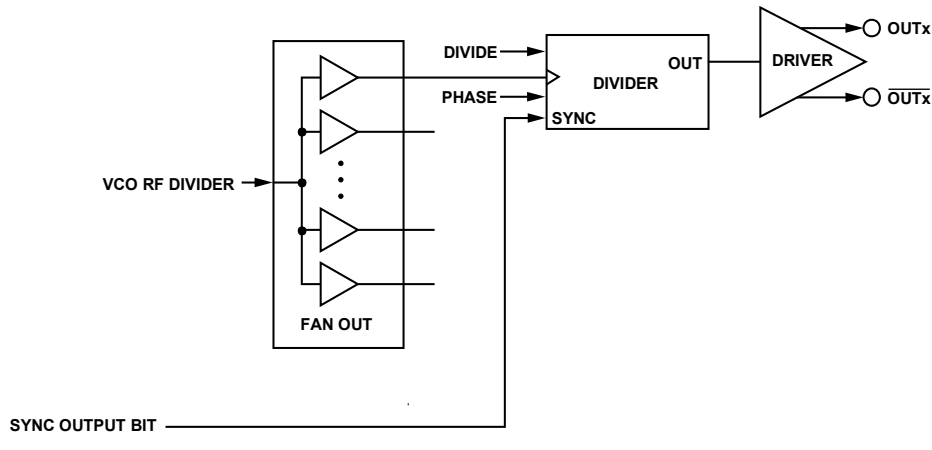 OUTx
DIVIDE
OUT
DRIVER
DIVIDER
PHASE
OUTx
SYNC
VCO RF DIVIDER
FAN OUT
SYNC OUTPUT BIT